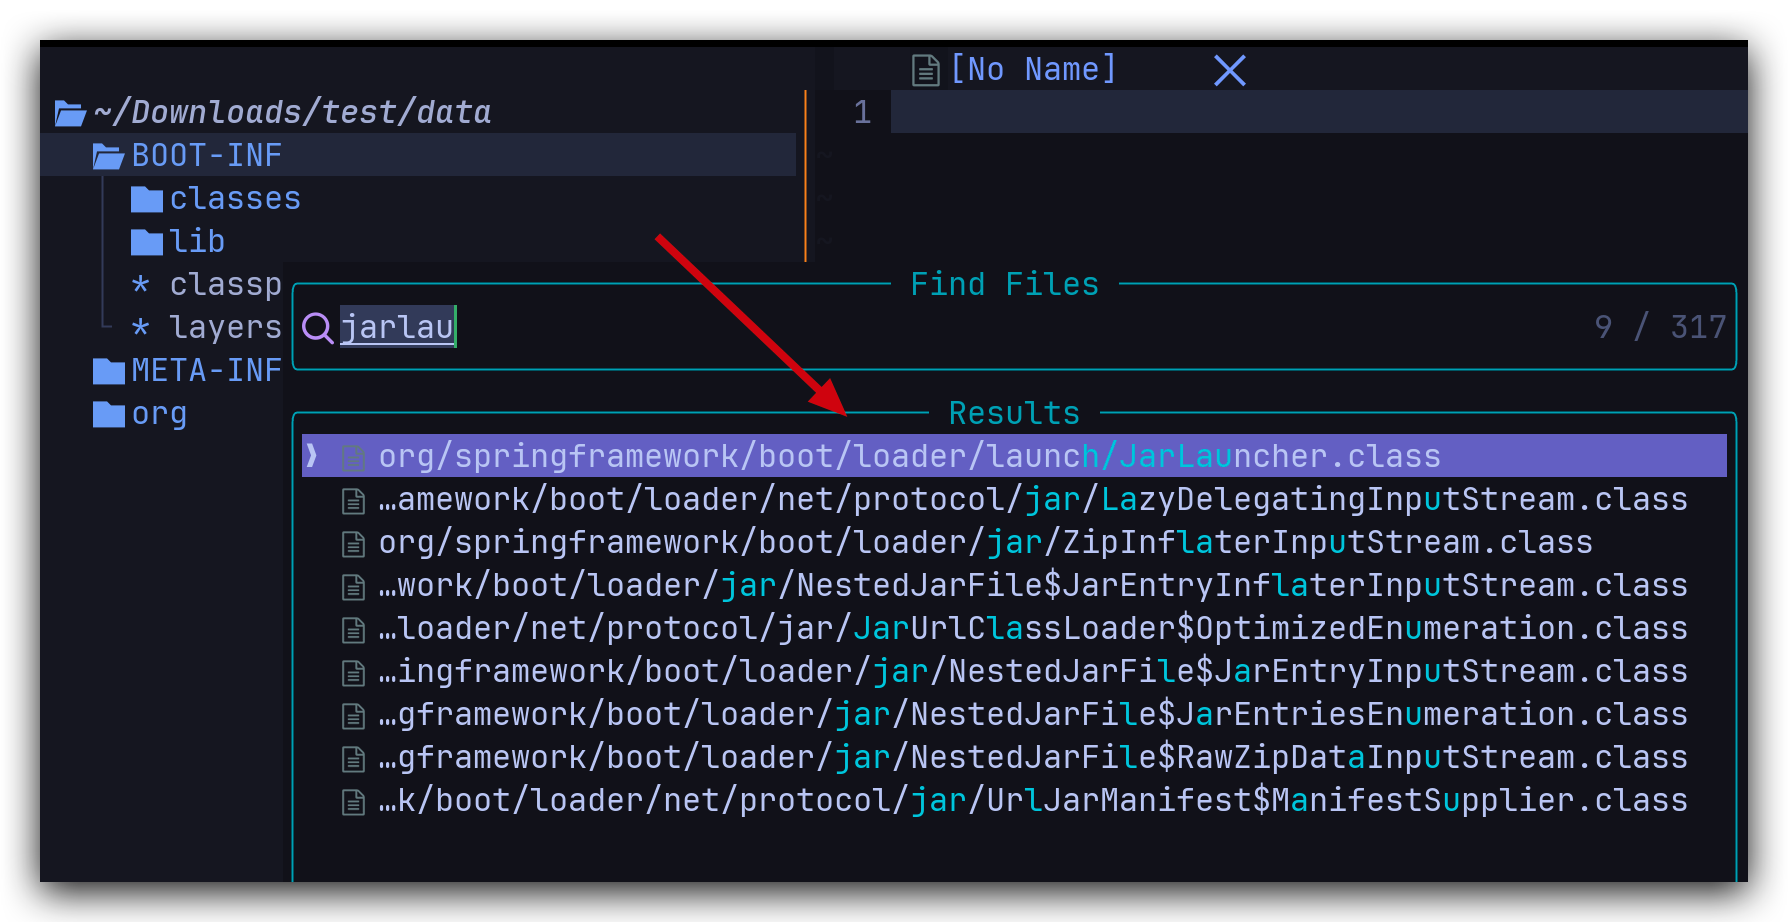 [No Name]
~/Downloads/test/data
1
BOOT-INF
~
classes
~
lib
~
classp
layers
META-INF
org
Find Files
jarlau
9 / 317
Results
org/springframework/boot/loader/launch/JarLauncher.class
…amework/boot/loader/net/protocol/jar/LazyDelegatingInputStream.class
org/springframework/boot/loader/jar/ZipInflaterInputStream.class
…work/boot/loader/jar/NestedJarFile$JarEntryInflaterInputStream.class
…loader/net/protocol/jar/JarUrlClassLoader$OptimizedEnumeration.class
…ingframework/boot/loader/jar/NestedJarFile$JarEntryInputStream.class
…gframework/boot/loader/jar/NestedJarFile$JarEntriesEnumeration.class
…gframework/boot/loader/jar/NestedJarFile$RawZipDataInputStream.class
…k/boot/loader/net/protocol/jar/UrlJarManifest$ManifestSupplier.class